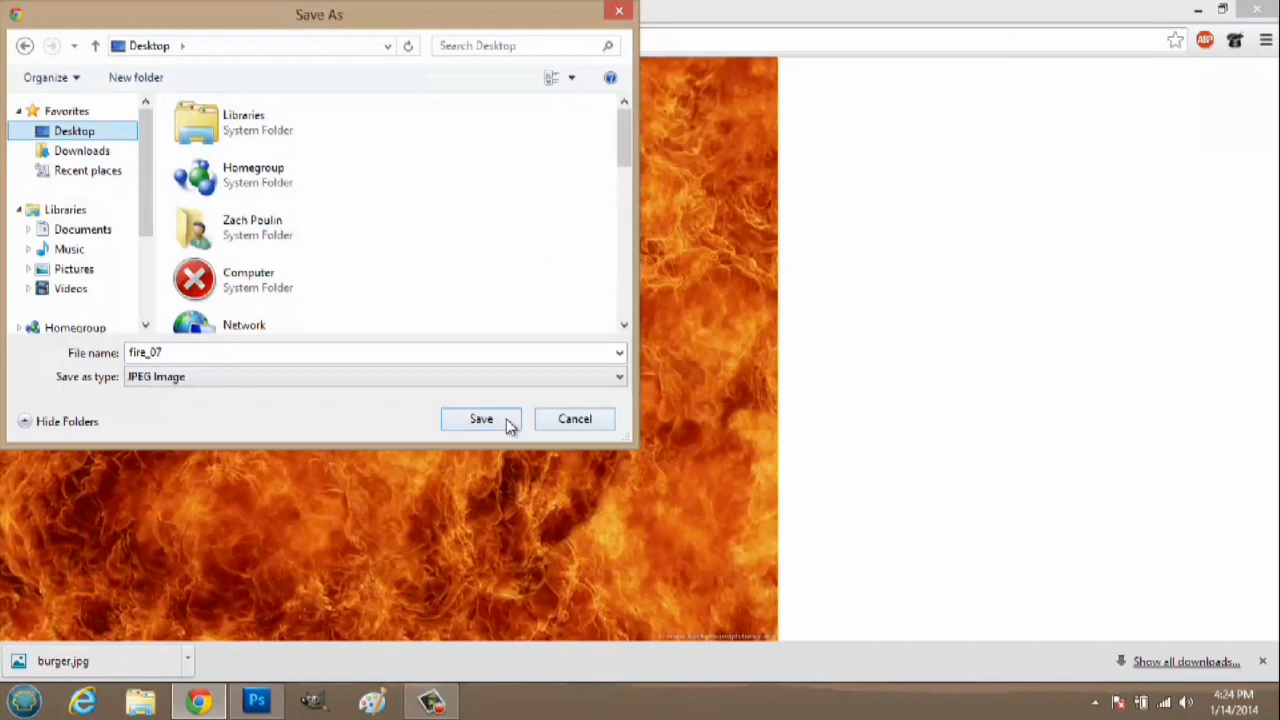 Save As
Desktop
Search Desktop
Organize
New folder
Favorites
Desktop
Downloads
Recent places
Libraries
Documents
Music
Pictures
Videos
Homegroup
Libraries
System Folder
Homegroup
System Folder
Zach Poulin
System Folder
Computer
System Folder
Network
File name: fire_07
Save as type: JPEG Image
Hide Folders
Save
Cancel
ABP
burger.jpg
Show all downloads...
Ps
4:24 PM
1/14/2014